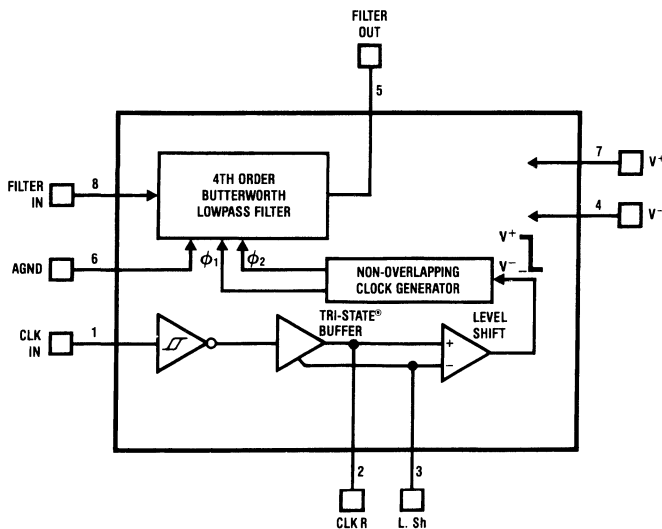 FILTER
OUT
5
7
V+
4
V−
FILTER
IN
8
4TH ORDER
BUTTERWORTH
LOWPASS FILTER
AGND
6
ϕ1
ϕ2
V+
V−
NON-OVERLAPPING
CLOCK GENERATOR
CLK
IN
1
TRI-STATE®
BUFFER
LEVEL
SHIFT
+
−
2
3
CLK R
L. Sh